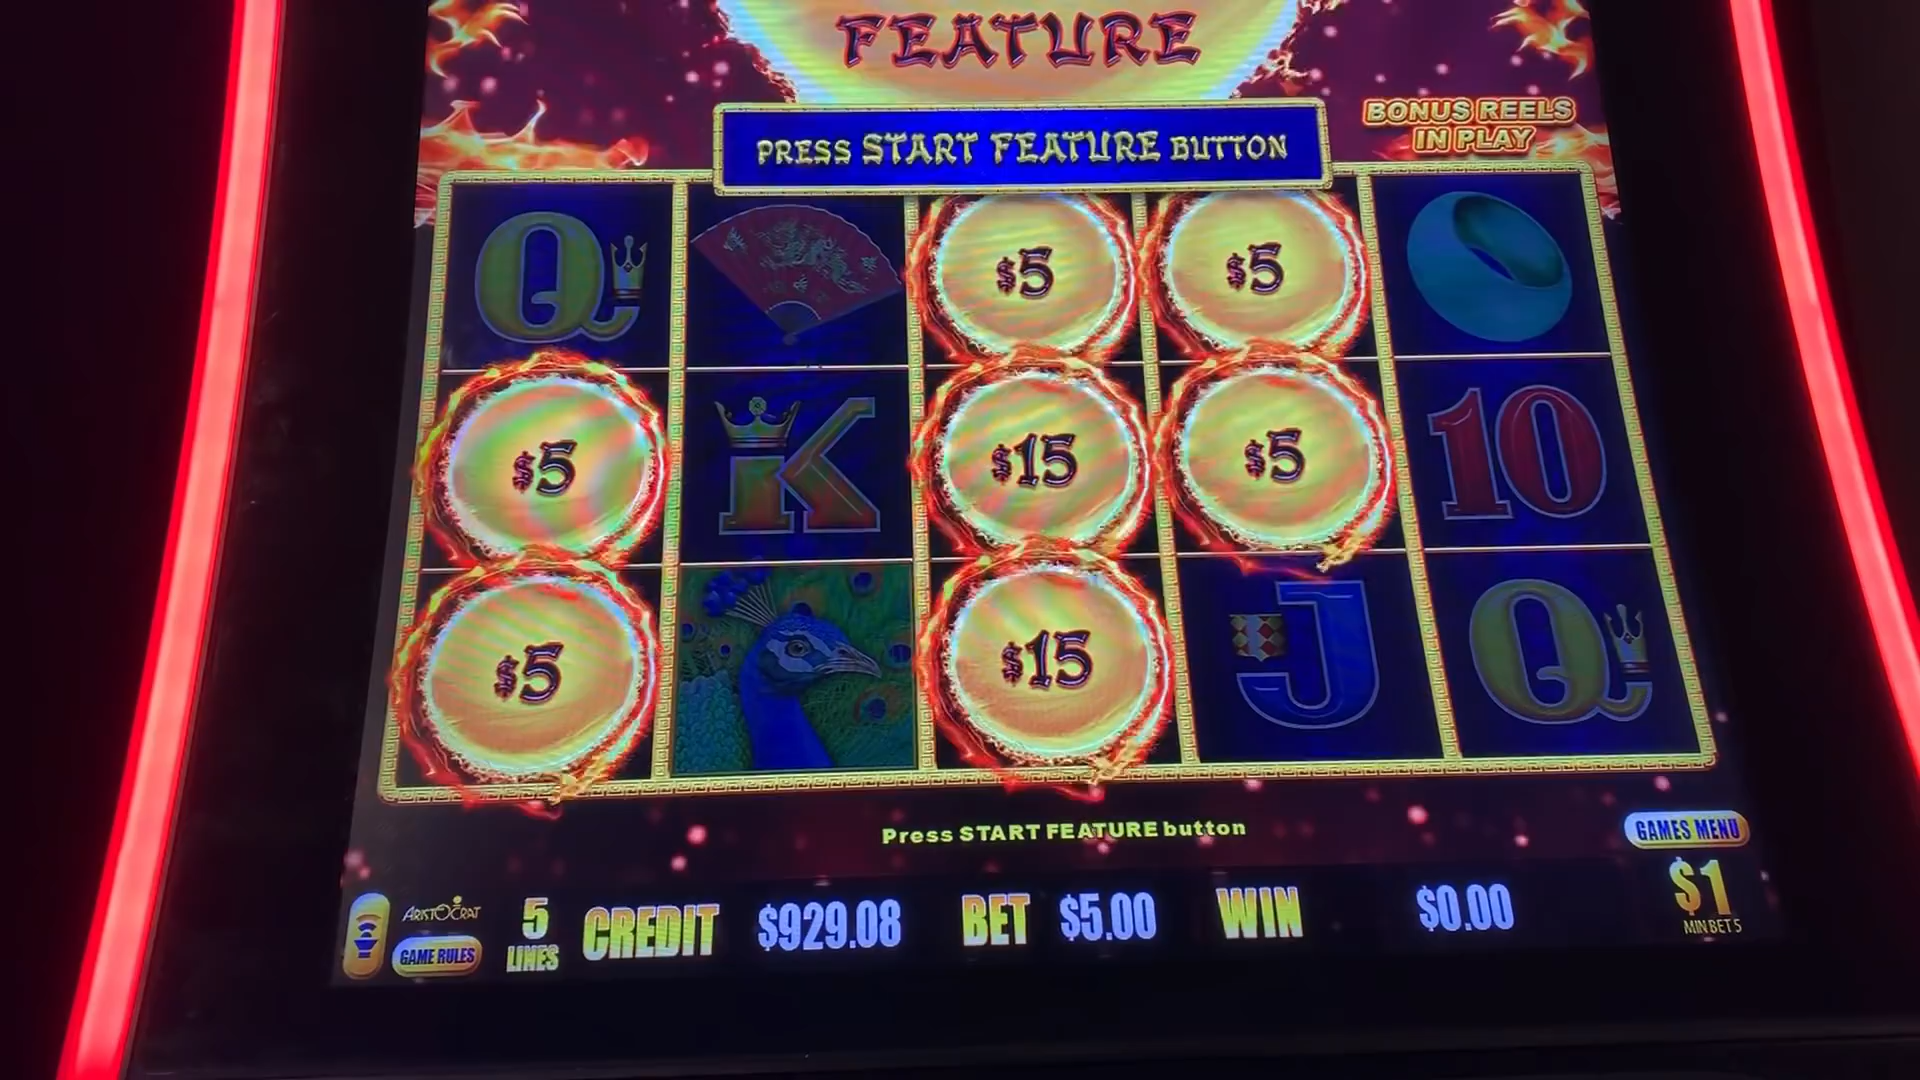 FEATURE
BONUS REELS
IN PLAY
PRESS START FEATURE BUTTON
Q
$5
$5
$5
K
$15
$5
10
$5
$15
J
Q
Press START FEATURE button
GAMES MENU
ARISTOCRAT
GAME RULES
5
LINES
CREDIT $929.08
BET $5.00
WIN $0.00
$1
MIN BET 5